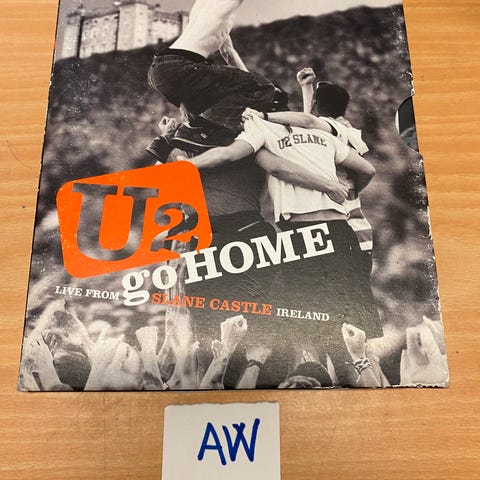 U2 SLANE
U2
go HOME
LIVE FROM SLANE CASTLE IRELAND
AW